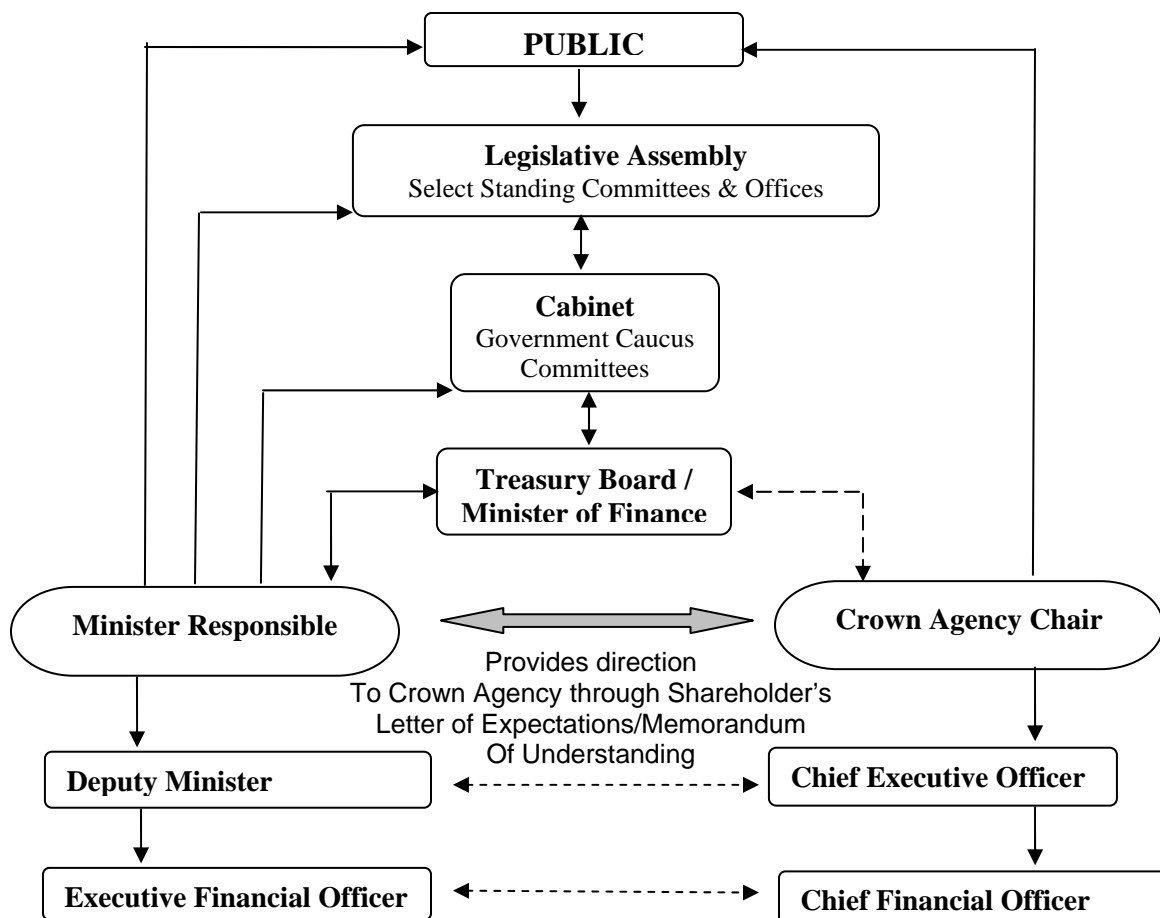 PUBLIC
Legislative Assembly
Select Standing Committees & Offices
Cabinet
Government Caucus
Committees
Treasury Board /
Minister of Finance
Minister Responsible
Crown Agency Chair
Provides direction
To Crown Agency through Shareholder's
Letter of Expectations/Memorandum
Of Understanding
Deputy Minister
Chief Executive Officer
Executive Financial Officer
Chief Financial Officer